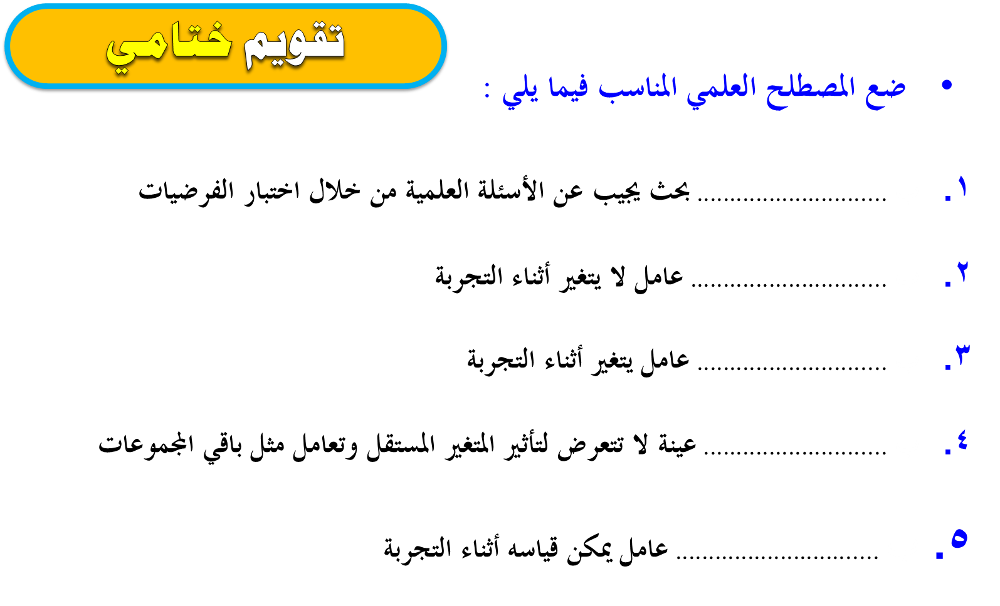 تقويم ختامي
• ضع المصطلح العلمي المناسب فيما يلي :
١. ............................. بحث يجيب عن الأسئلة العلمية من خلال اختبار الفرضيات
٢. .............................. عامل لا يتغير أثناء التجربة
٣. ............................. عامل يتغير أثناء التجربة
٤. ............................ عينة لا تتعرض لتأثير المتغير المستقل وتعامل مثل باقي المجموعات
٥. ............................... عامل يمكن قياسه أثناء التجربة